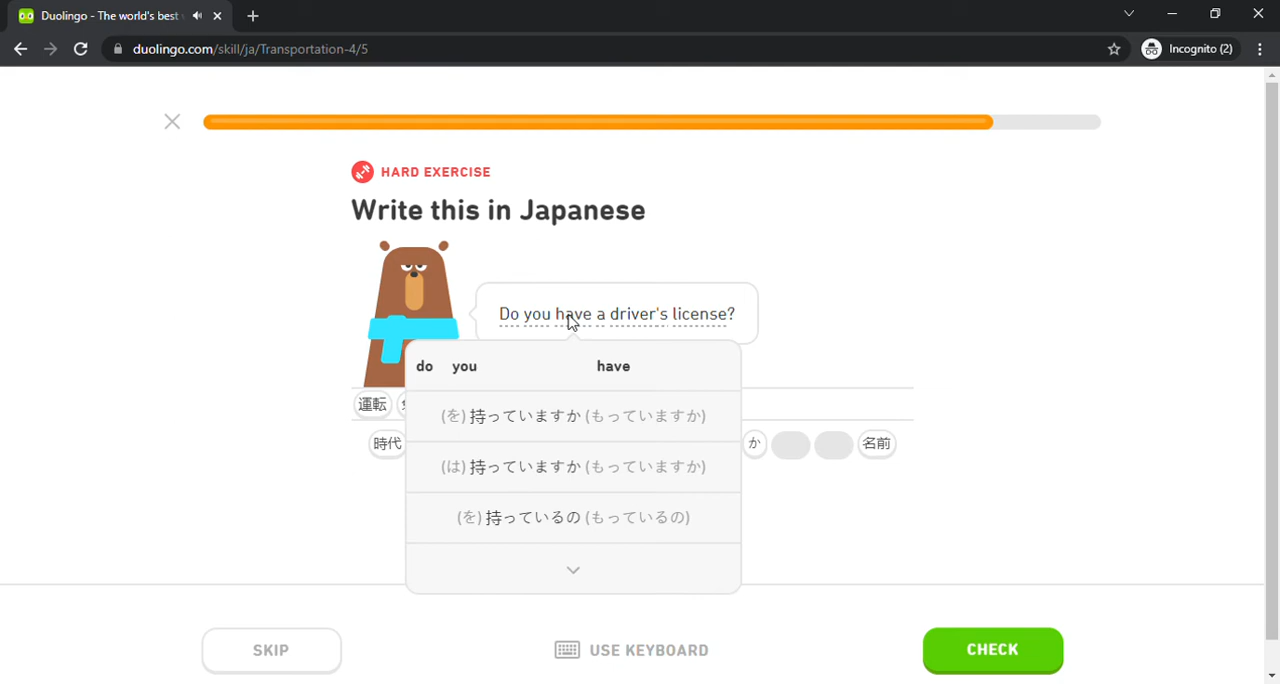 Duolingo - The world's best
duolingo.com/skill/ja/Transportation-4/5
Incognito (2)
HARD EXERCISE
Write this in Japanese
Do you have a driver's license?
do you have
(を) 持っていますか (もっていますか)
(は) 持っていますか (もっていますか)
(を) 持っているの (もっているの)
運転
時代 か 名前
SKIP
USE KEYBOARD
CHECK